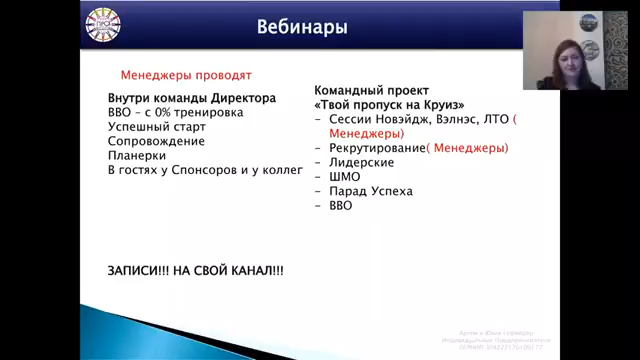 Вебинары
Менеджеры проводят
Внутри команды Директора
ВВО – с 0% тренировка
Успешный старт
Сопровождение
Планерки
В гостях у Спонсоров и у коллег
ЗАПИСИ!!! НА СВОЙ КАНАЛ!!!
Командный проект
«Твой пропуск на Круиз»
– Сессии Новэйдж, Вэлнэс, ЛТО (
Менеджеры)
– Рекрутирование( Менеджеры)
– Лидерские
– ШМО
– Парад Успеха
– ВВО